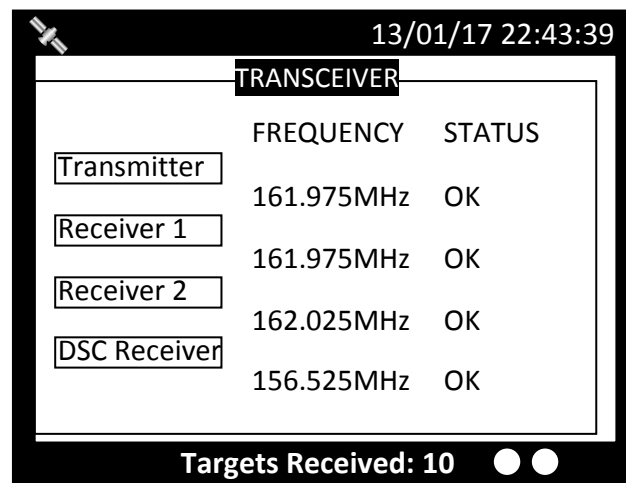 13/01/17 22:43:39
TRANSCEIVER
FREQUENCY STATUS
Transmitter
161.975MHz OK
Receiver 1
161.975MHz OK
Receiver 2
162.025MHz OK
DSC Receiver
156.525MHz OK
Targets Received: 10